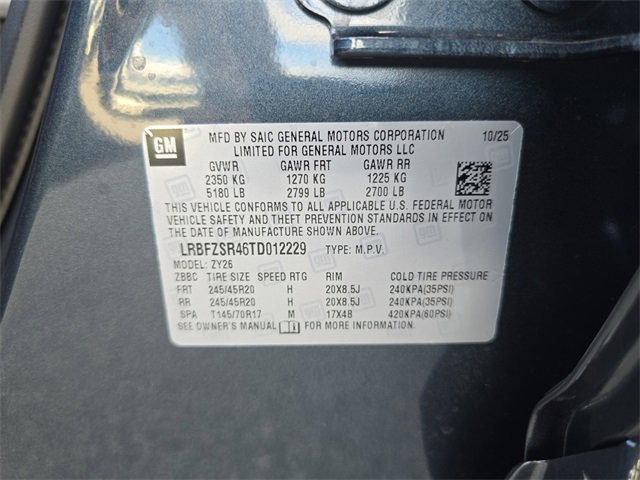 GM
MFD BY SAIC GENERAL MOTORS CORPORATION 10/25
LIMITED FOR GENERAL MOTORS LLC
GVWR GAWR FRT GAWR RR
2350 KG 1270 KG 1225 KG
5180 LB 2799 LB 2700 LB
THIS VEHICLE CONFORMS TO ALL APPLICABLE U.S. FEDERAL MOTOR
VEHICLE SAFETY AND THEFT PREVENTION STANDARDS IN EFFECT ON
THE DATE OF MANUFACTURE SHOWN ABOVE.
LRBFZSR46TD012229 TYPE: M.P.V.
MODEL: ZY26
ZBBC TIRE SIZE SPEED RTG RIM COLD TIRE PRESSURE
FRT 245/45R20 H 20X8.5J 240KPA(35PSI)
RR 245/45R20 H 20X8.5J 240KPA(35PSI)
SPA T145/70R17 M 17X4B 420KPA(60PSI)
SEE OWNER'S MANUAL FOR MORE INFORMATION.